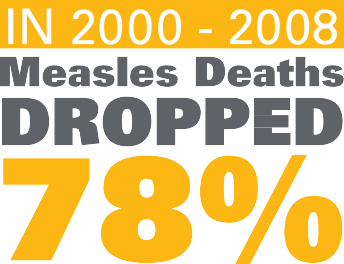 IN 2000 - 2008
Measles Deaths
DROPPED
78%